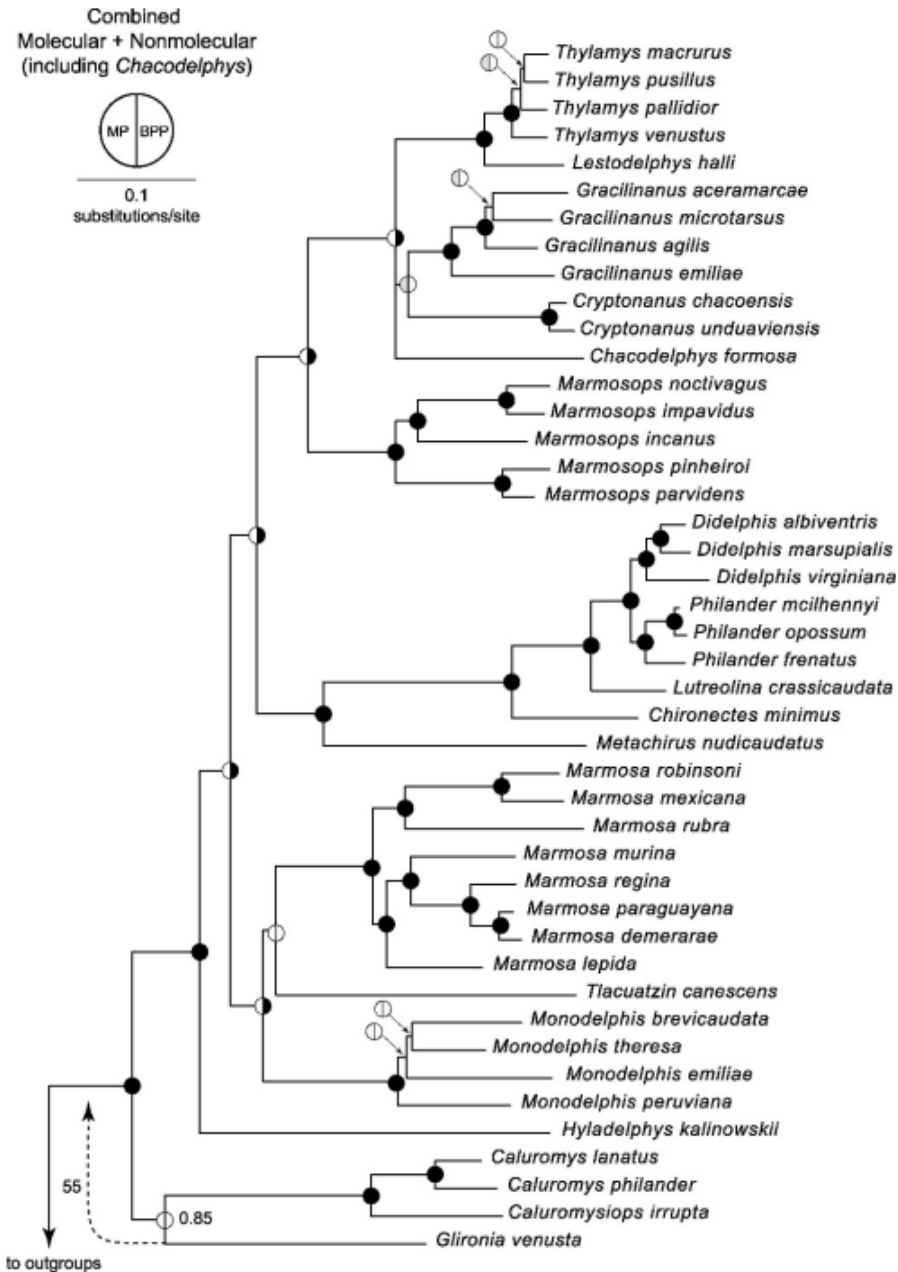 Combined
Molecular + Nonmolecular
(including Chacodelphys)
MP BPP
0.1
substitutions/site
Thylamys macrurus
Thylamys pusillus
Thylamys pallidior
Thylamys venustus
Lestodelphys halli
Gracilinanus aceramarcae
Gracilinanus microtarsus
Gracilinanus agilis
Gracilinanus emiliae
Cryptonanus chacoensis
Cryptonanus unduaviensis
Chacodelphys formosa
Marmosops noctivagus
Marmosops impavidus
Marmosops incanus
Marmosops pinheiroi
Marmosops parvidens
Didelphis albiventris
Didelphis marsupialis
Didelphis virginiana
Philander mcilhennyi
Philander opossum
Philander frenatus
Lutreolina crassicaudata
Chironectes minimus
Metachirus nudicaudatus
Marmosa robinsoni
Marmosa mexicana
Marmosa rubra
Marmosa murina
Marmosa regina
Marmosa paraguayana
Marmosa demerarae
Marmosa lepida
Tlacuatzin canescens
Monodelphis brevicaudata
Monodelphis theresa
Monodelphis emiliae
Monodelphis peruviana
Hyladelphys kalinowskii
Caluromys lanatus
Caluromys philander
Caluromysiops irrupta
Glironia venusta
55
0.85
to outgroups